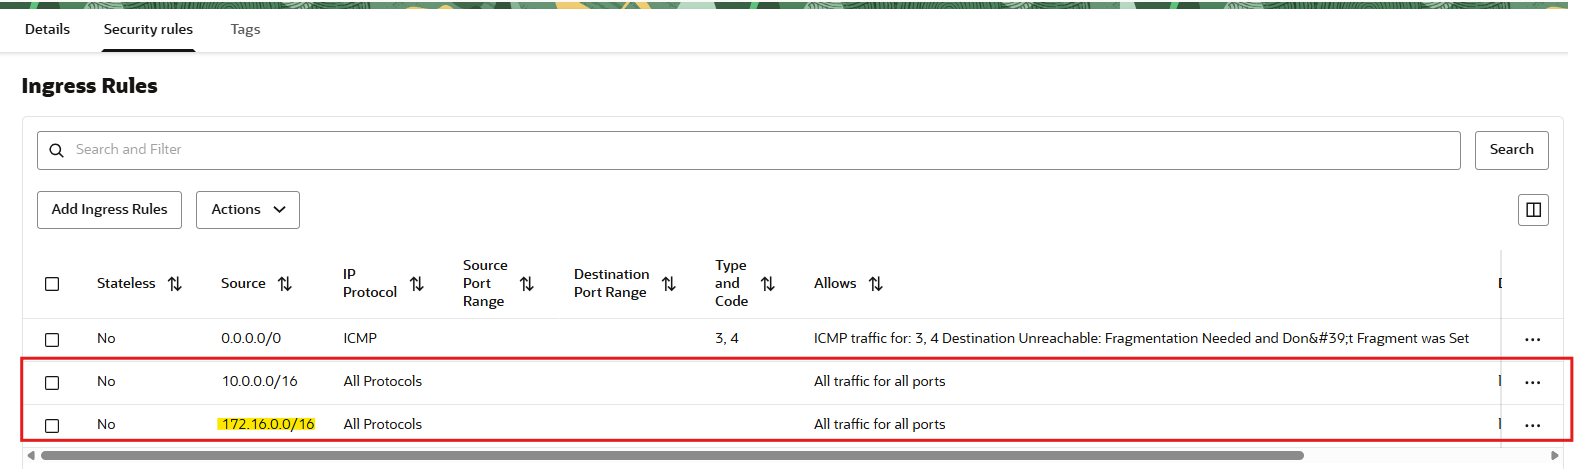 Details Security rules Tags
Ingress Rules
Search and Filter
Search
Add Ingress Rules Actions
Stateless Source IP Protocol Source Port Range Destination Port Range Type and Code Allows
No 0.0.0.0/0 ICMP 3, 4 ICMP traffic for: 3, 4 Destination Unreachable: Fragmentation Needed and Don&#39;t Fragment was Set
No 10.0.0.0/16 All Protocols All traffic for all ports
No 172.16.0.0/16 All Protocols All traffic for all ports